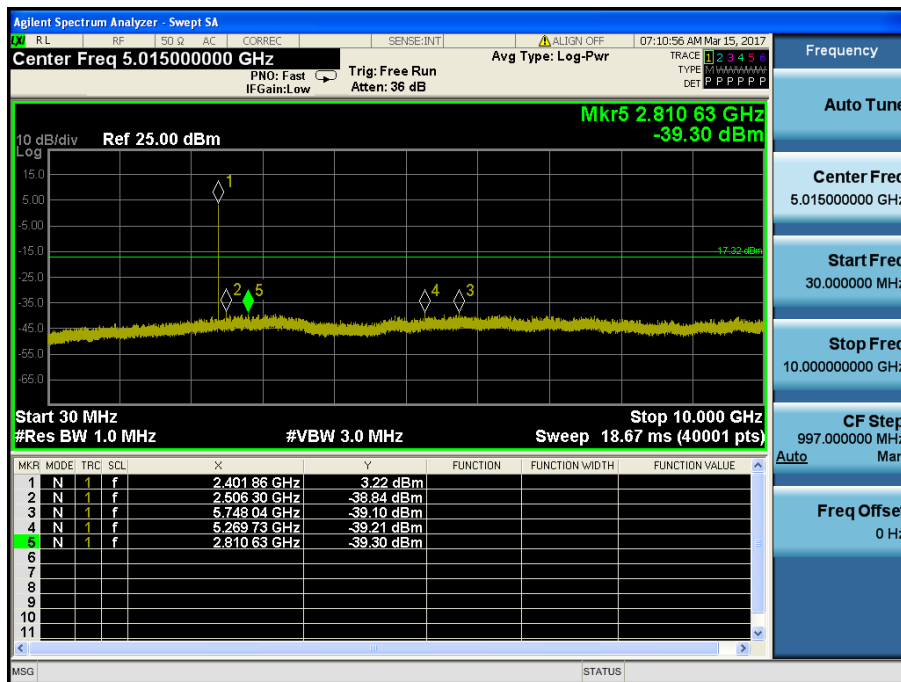 Agilent Spectrum Analyzer - Swept SA
LXI RL RF 50 Ω AC CORREC SENSE:INT ALIGN OFF 07:10:56 AM Mar 15, 2017
Center Freq 5.015000000 GHz
PNO: Fast
IFGain:Low
Trig: Free Run
Atten: 36 dB
Avg Type: Log-Pwr
TRACE 1 2 3 4 5 6
TYPE M WWWWW
DET P P P P P P
Mkr5 2.810 63 GHz
-39.30 dBm
10 dB/div Ref 25.00 dBm
Log
15.0
5.00
-5.00
-15.0
-25.0
-35.0
-45.0
-55.0
-65.0
1
-17.32 dBm
2
5
4
3
Start 30 MHz Stop 10.000 GHz
#Res BW 1.0 MHz #VBW 3.0 MHz Sweep 18.67 ms (40001 pts)
MKR MODE TRC SCL X Y FUNCTION FUNCTION WIDTH FUNCTION VALUE
1 N 1 f 2.401 86 GHz 3.22 dBm
2 N 1 f 2.506 30 GHz -38.84 dBm
3 N 1 f 5.748 04 GHz -39.10 dBm
4 N 1 f 5.269 73 GHz -39.21 dBm
5 N 1 f 2.810 63 GHz -39.30 dBm
6
7
8
9
10
11
MSG STATUS
Frequency
Auto Tune
Center Freq
5.015000000 GHz
Start Freq
30.000000 MHz
Stop Freq
10.000000000 GHz
CF Step
997.000000 MHz
Auto Man
Freq Offset
0 Hz